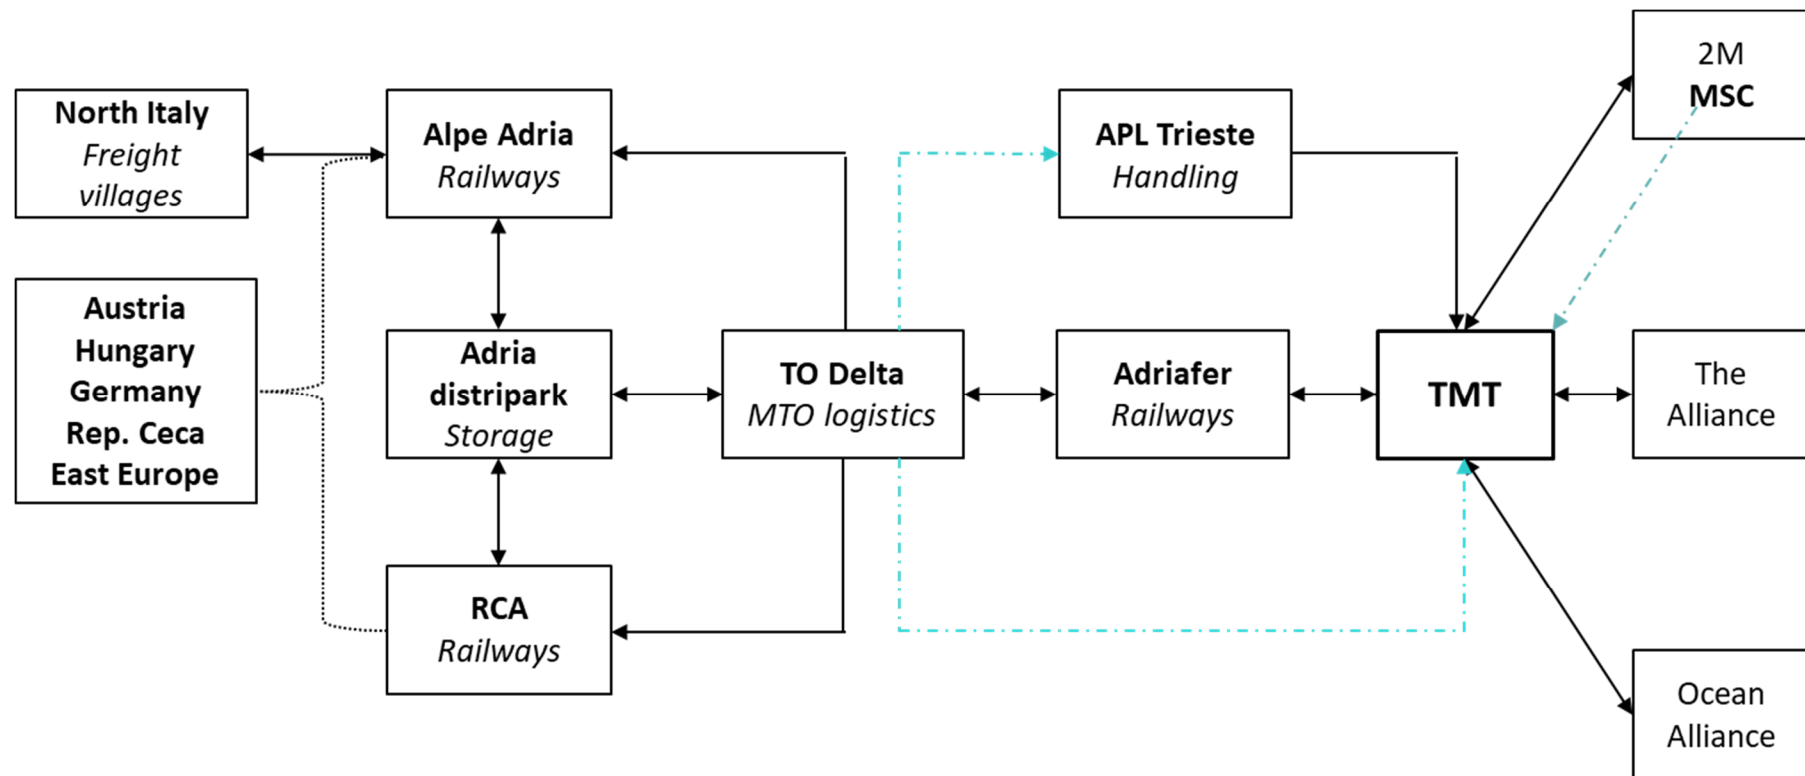 2M
MSC
North Italy
Freight
villages
Alpe Adria
Railways
APL Trieste
Handling
Austria
Hungary
Germany
Rep. Ceca
East Europe
Adria
distripark
Storage
TO Delta
MTO logistics
Adriafer
Railways
TMT
The
Alliance
RCA
Railways
Ocean
Alliance